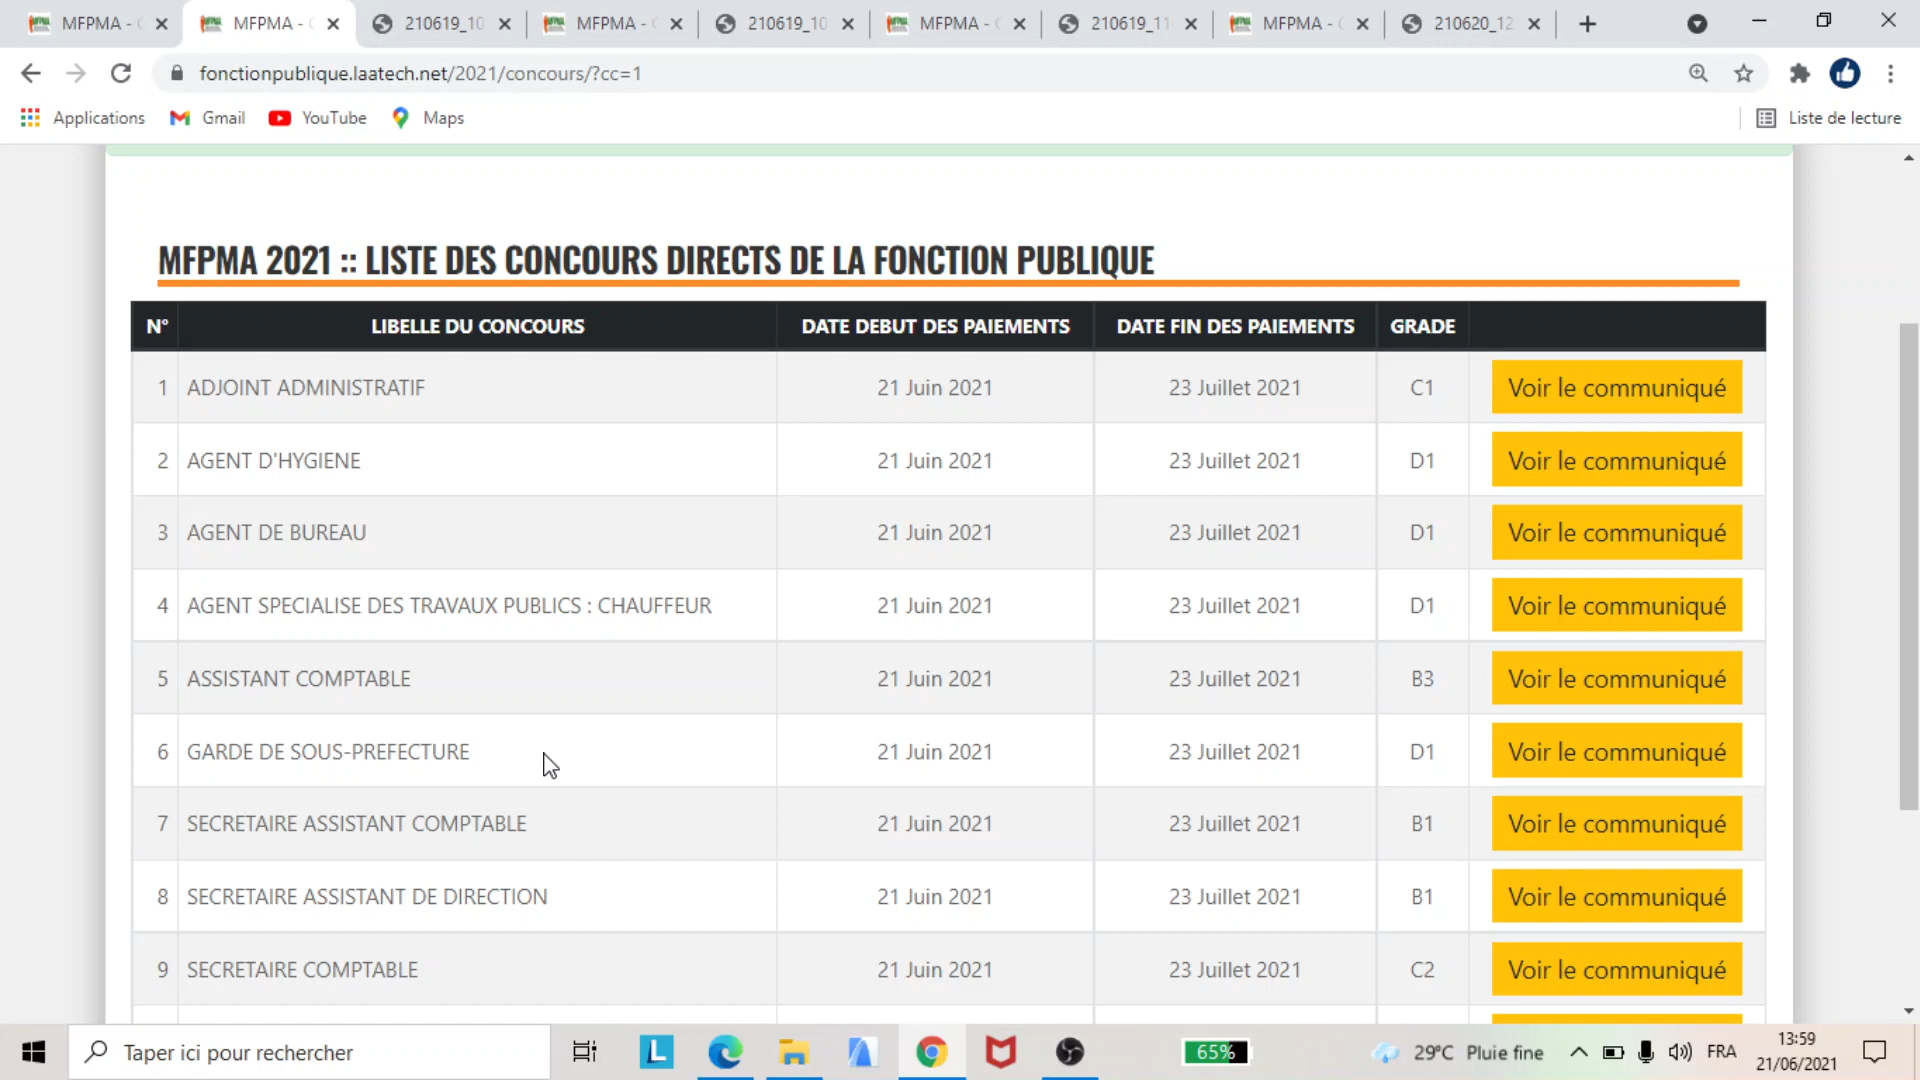 MFPMA - C
MFPMA - C
210619_10
MFPMA - C
210619_10
MFPMA - C
210619_11
MFPMA - C
210620_12
fonctionpublique.laatech.net/2021/concours/?cc=1
Applications
Gmail
YouTube
Maps
Liste de lecture
MFPMA 2021 :: LISTE DES CONCOURS DIRECTS DE LA FONCTION PUBLIQUE
N° LIBELLE DU CONCOURS DATE DEBUT DES PAIEMENTS DATE FIN DES PAIEMENTS GRADE
1 ADJOINT ADMINISTRATIF 21 Juin 2021 23 Juillet 2021 C1 Voir le communiqué
2 AGENT D'HYGIENE 21 Juin 2021 23 Juillet 2021 D1 Voir le communiqué
3 AGENT DE BUREAU 21 Juin 2021 23 Juillet 2021 D1 Voir le communiqué
4 AGENT SPECIALISE DES TRAVAUX PUBLICS : CHAUFFEUR 21 Juin 2021 23 Juillet 2021 D1 Voir le communiqué
5 ASSISTANT COMPTABLE 21 Juin 2021 23 Juillet 2021 B3 Voir le communiqué
6 GARDE DE SOUS-PREFECTURE 21 Juin 2021 23 Juillet 2021 D1 Voir le communiqué
7 SECRETAIRE ASSISTANT COMPTABLE 21 Juin 2021 23 Juillet 2021 B1 Voir le communiqué
8 SECRETAIRE ASSISTANT DE DIRECTION 21 Juin 2021 23 Juillet 2021 B1 Voir le communiqué
9 SECRETAIRE COMPTABLE 21 Juin 2021 23 Juillet 2021 C2 Voir le communiqué
Taper ici pour rechercher
L
65%
29°C Pluie fine
FRA
13:59
21/06/2021